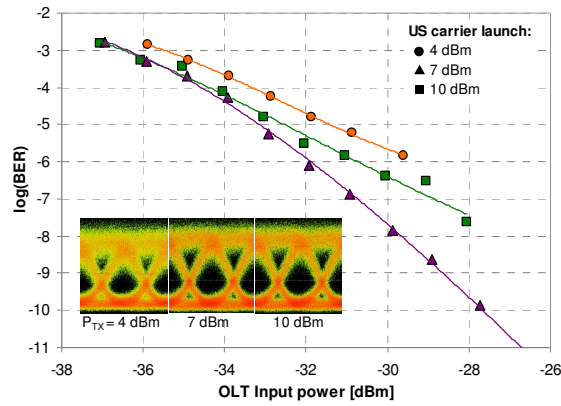 -2
-3
-4
-5
-6
-7
-8
-9
-10
-11
log(BER)
US carrier launch:
4 dBm
7 dBm
10 dBm
PTX = 4 dBm 7 dBm 10 dBm
-38 -36 -34 -32 -30 -28 -26
OLT Input power [dBm]